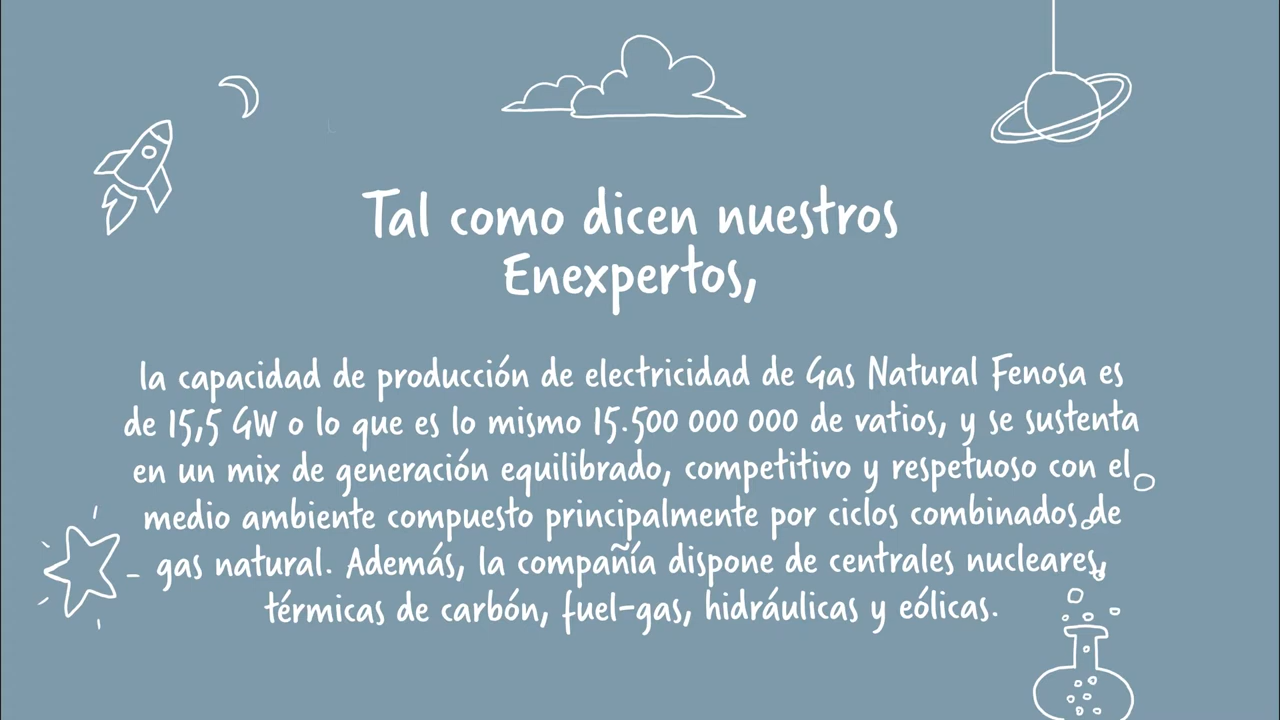 Tal como dicen nuestros
Enexpertos,
la capacidad de producción de electricidad de Gas Natural Fenosa es
de 15,5 GW o lo que es lo mismo 15.500 000 000 de vatios, y se sustenta
en un mix de generación equilibrado, competitivo y respetuoso con el
medio ambiente compuesto principalmente por ciclos combinados de
gas natural. Además, la compañía dispone de centrales nucleares,
térmicas de carbón, fuel-gas, hidráulicas y eólicas.